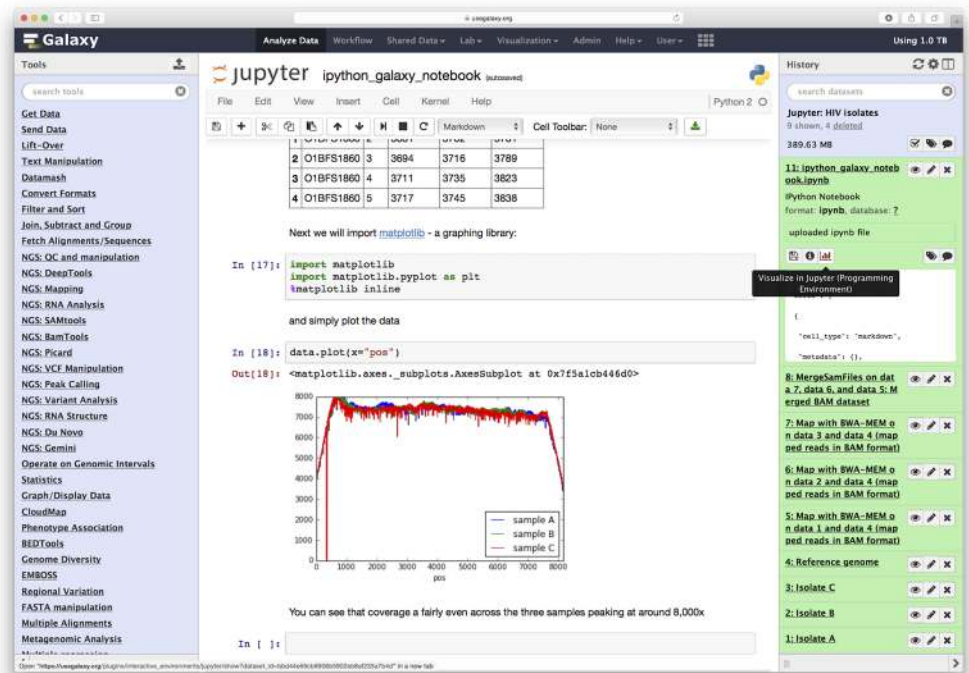 usegalaxy.org
Galaxy
Analyze Data Workflow Shared Data Lab Visualization Admin Help User
Using 1.0 TB
Tools
search tools
Get Data
Send Data
Lift-Over
Text Manipulation
Datamash
Convert Formats
Filter and Sort
Join, Subtract and Group
Fetch Alignments/Sequences
NGS: QC and manipulation
NGS: DeepTools
NGS: Mapping
NGS: RNA Analysis
NGS: SAMtools
NGS: BamTools
NGS: Picard
NGS: VCF Manipulation
NGS: Peak Calling
NGS: Variant Analysis
NGS: RNA Structure
NGS: Du Novo
NGS: Gemini
Operate on Genomic Intervals
Statistics
Graph/Display Data
CloudMap
Phenotype Association
BEDTools
Genome Diversity
EMBOSS
Regional Variation
FASTA manipulation
Multiple Alignments
Metagenomic Analysis
jupyter ipython_galaxy_notebook (autosaved)
File Edit View Insert Cell Kernel Help
Python 2
Markdown
Cell Toolbar: None
2 O1BFS1860 3 3694 3716 3789
3 O1BFS1860 4 3711 3735 3823
4 O1BFS1860 5 3717 3745 3838
Next we will import matplotlib - a graphing library:
In [17]: import matplotlib
import matplotlib.pyplot as plt
%matplotlib inline
and simply plot the data
In [18]: data.plot(x="pos")
Out[18]: <matplotlib.axes._subplots.AxesSubplot at 0x7f5a1cb446d0>
8000
7000
6000
5000
4000
3000
2000
1000
0
sample A
sample B
sample C
0 1000 2000 3000 4000 5000 6000 7000 8000
pos
You can see that coverage a fairly even across the three samples peaking at around 8,000x
In [ ]:
History
search datasets
Jupyter: HIV isolates
9 shown, 4 deleted
389.63 MB
11: ipython_galaxy_noteb
ook.ipynb
IPython Notebook
format: ipynb, database: ?
uploaded ipynb file
Visualize in Jupyter (Programming
Environment)
{
"cell_type": "markdown",
"metadata": {},
8: MergeSamFiles on dat
a 7, data 6, and data 5: M
erged BAM dataset
7: Map with BWA-MEM o
n data 3 and data 4 (map
ped reads in BAM format)
6: Map with BWA-MEM o
n data 2 and data 4 (map
ped reads in BAM format)
5: Map with BWA-MEM o
n data 1 and data 4 (map
ped reads in BAM format)
4: Reference genome
3: Isolate C
2: Isolate B
1: Isolate A